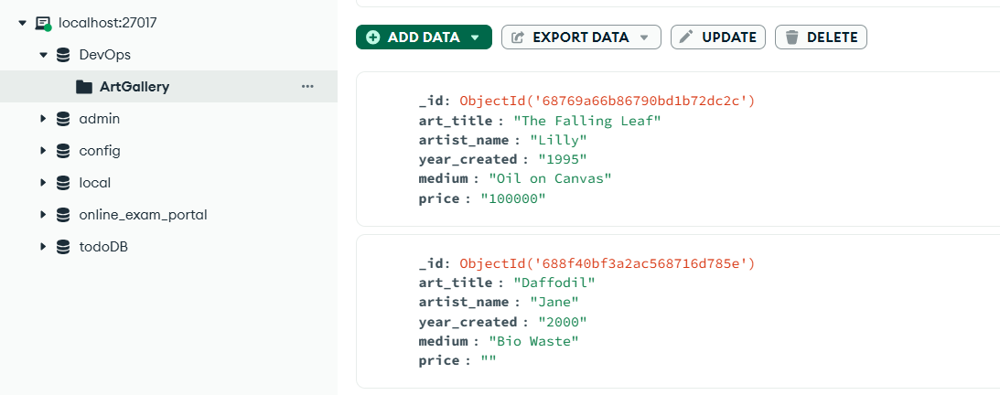 localhost:27017
DevOps
ArtGallery
admin
config
local
online_exam_portal
todoDB
ADD DATA
EXPORT DATA
UPDATE
DELETE
_id: ObjectId('68769a66b86790bd1b72dc2c')
art_title : "The Falling Leaf"
artist_name : "Lilly"
year_created : "1995"
medium : "Oil on Canvas"
price : "100000"
_id: ObjectId('688f40bf3a2ac568716d785e')
art_title : "Daffodil"
artist_name : "Jane"
year_created : "2000"
medium : "Bio Waste"
price : ""